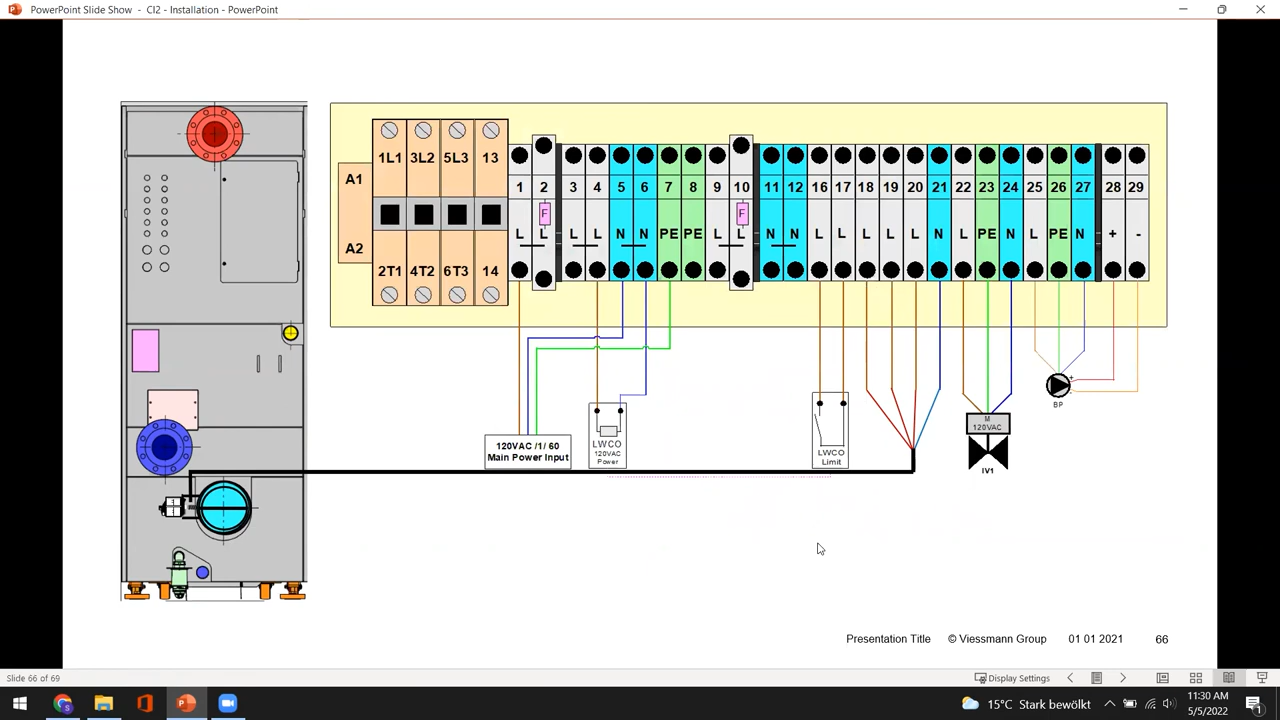 PowerPoint Slide Show - CI2 - Installation - PowerPoint
A1
A2
1L1 3L2 5L3 13
2T1 4T2 6T3 14
1 2 3 4 5 6 7 8 9 10 11 12 16 17 18 19 20 21 22 23 24 25 26 27 28 29
F F
L L L L N N PE PE L L N N L L L L L N L PE N L PE N + -
120VAC /1/ 60
Main Power Input
LWCO
120VAC
Power
LWCO
Limit
M
120VAC
IV1
+
-
BP
Presentation Title © Viessmann Group 01 01 2021 66
Slide 66 of 69
Display Settings
15°C Stark bewölkt
11:30 AM
5/5/2022
1